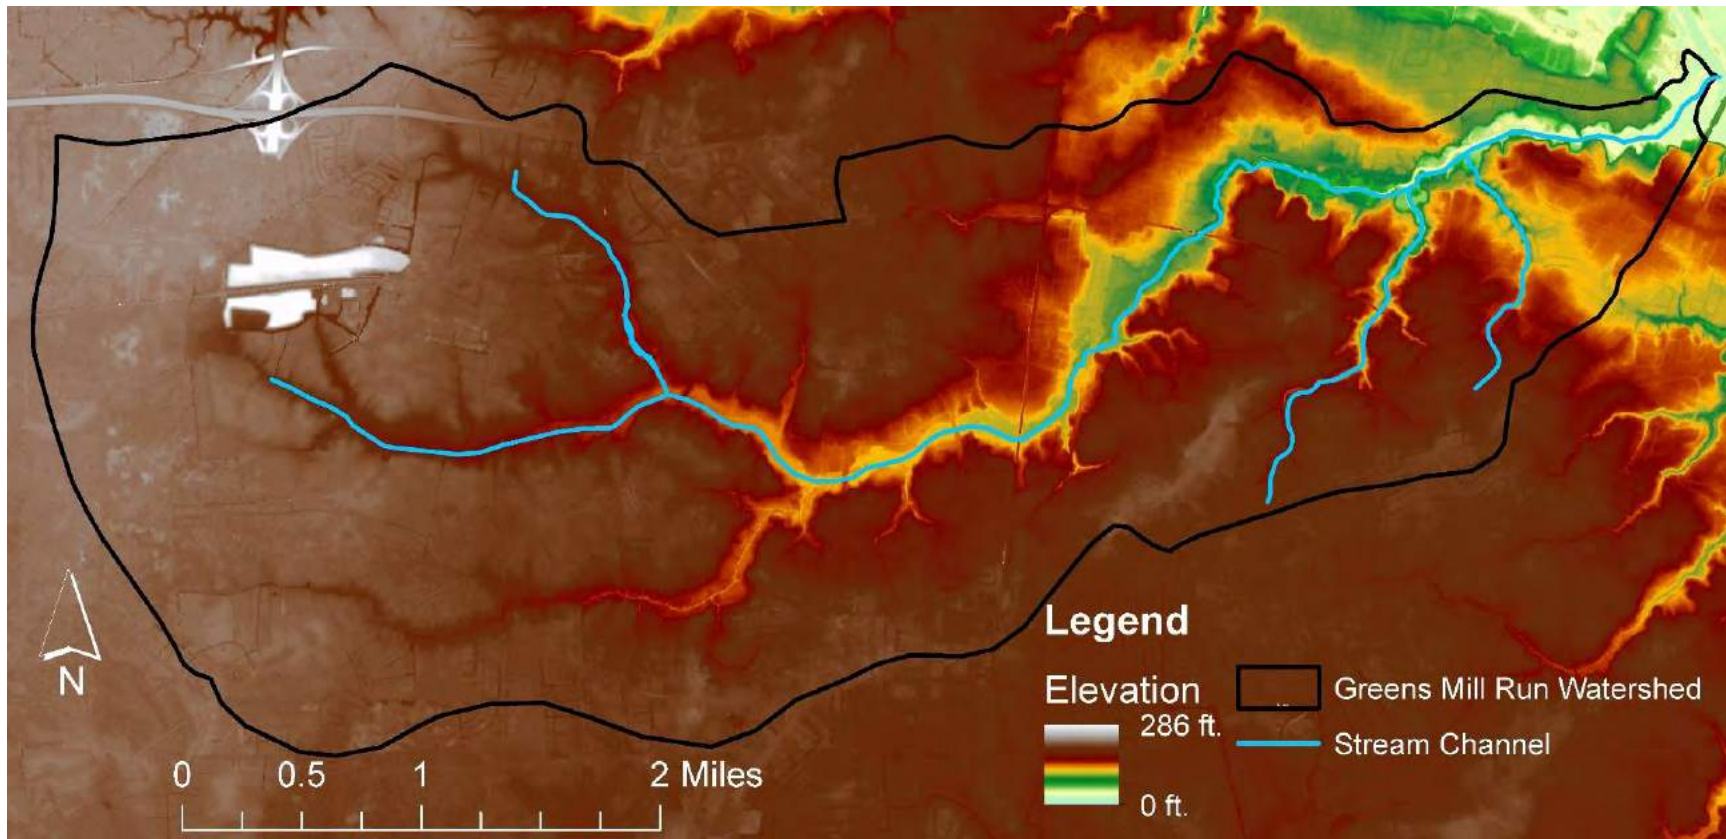 N
0 0.5 1 2 Miles
Legend
Elevation
286 ft.
0 ft.
Greens Mill Run Watershed
Stream Channel